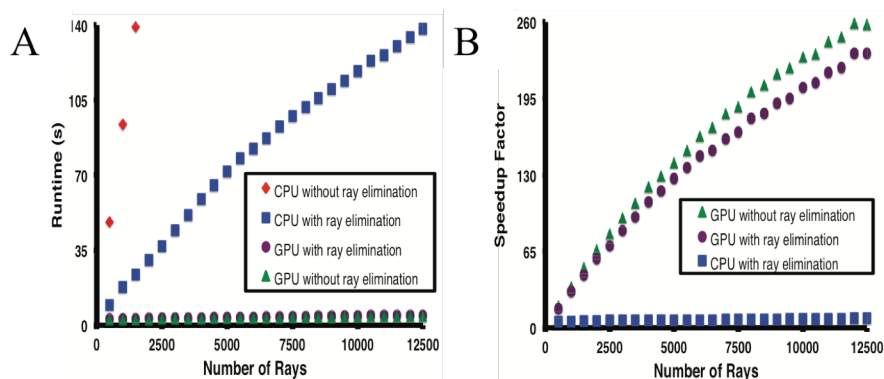 A
Runtime (s)
140
105
70
35
0
0
2500
5000
7500
10000
12500
Number of Rays
CPU without ray elimination
CPU with ray elimination
GPU with ray elimination
GPU without ray elimination
B
Speedup Factor
260
195
130
65
0
0
2500
5000
7500
10000
12500
Number of Rays
GPU without ray elimination
GPU with ray elimination
CPU with ray elimination